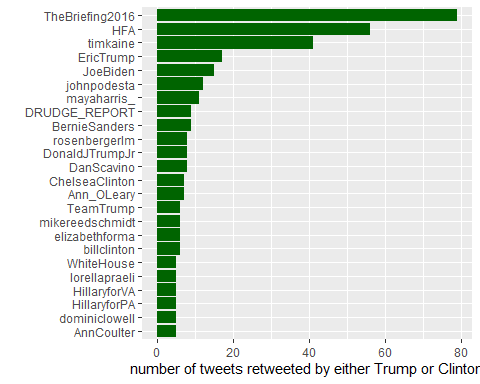 TheBriefing2016
HFA
timkaine
EricTrump
JoeBiden
johnpodesta
mayaharris_
DRUDGE_REPORT
BernieSanders
rosenbergerlm
DonaldJTrumpJr
DanScavino
ChelseaClinton
Ann_OLeary
TeamTrump
mikereedschmidt
elizabethforma
billclinton
WhiteHouse
lorellapraeli
HillaryforVA
HillaryforPA
dominiclowell
AnnCoulter
0 20 40 60 80
number of tweets retweeted by either Trump or Clinton